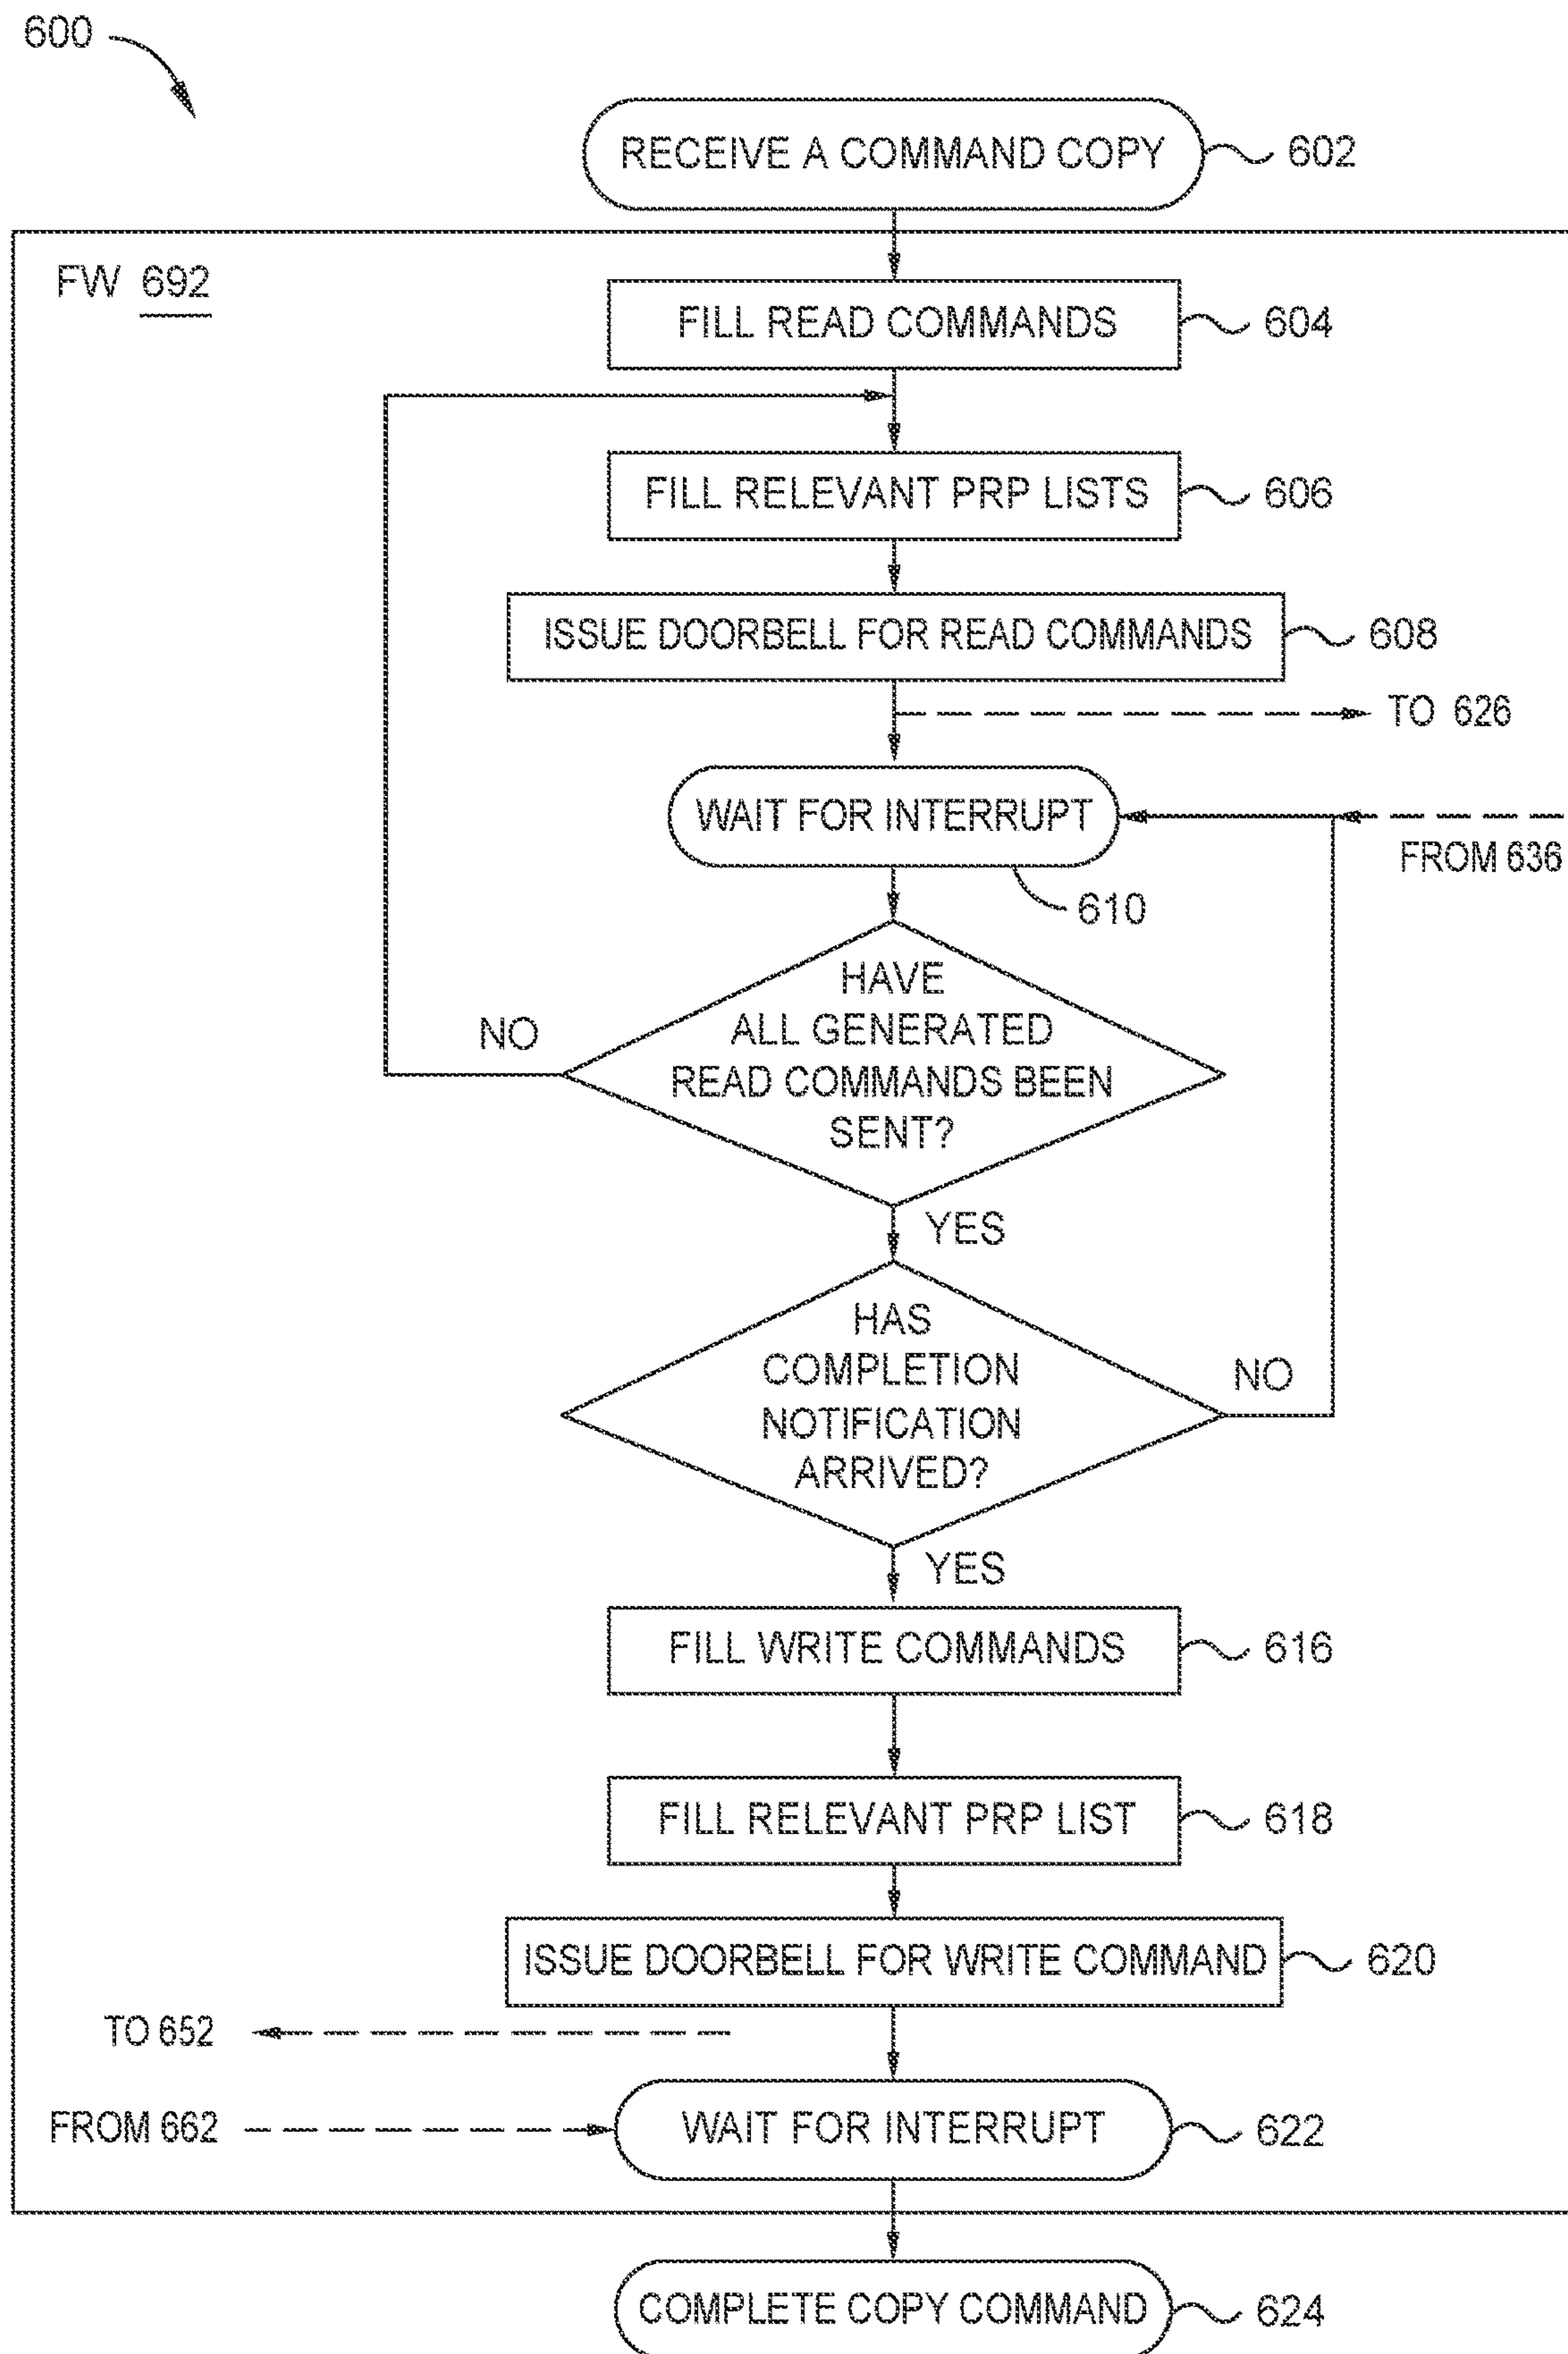 600
RECEIVE A COMMAND COPY
602
FW 692
FILL READ COMMANDS
604
FILL RELEVANT PRP LISTS
606
ISSUE DOORBELL FOR READ COMMANDS
608
TO 626
WAIT FOR INTERRUPT
FROM 636
610
HAVE
ALL GENERATED
READ COMMANDS BEEN
SENT?
NO
YES
HAS
COMPLETION
NOTIFICATION
ARRIVED?
NO
YES
FILL WRITE COMMANDS
616
FILL RELEVANT PRP LIST
618
ISSUE DOORBELL FOR WRITE COMMAND
620
TO 652
FROM 662
WAIT FOR INTERRUPT
622
COMPLETE COPY COMMAND
624